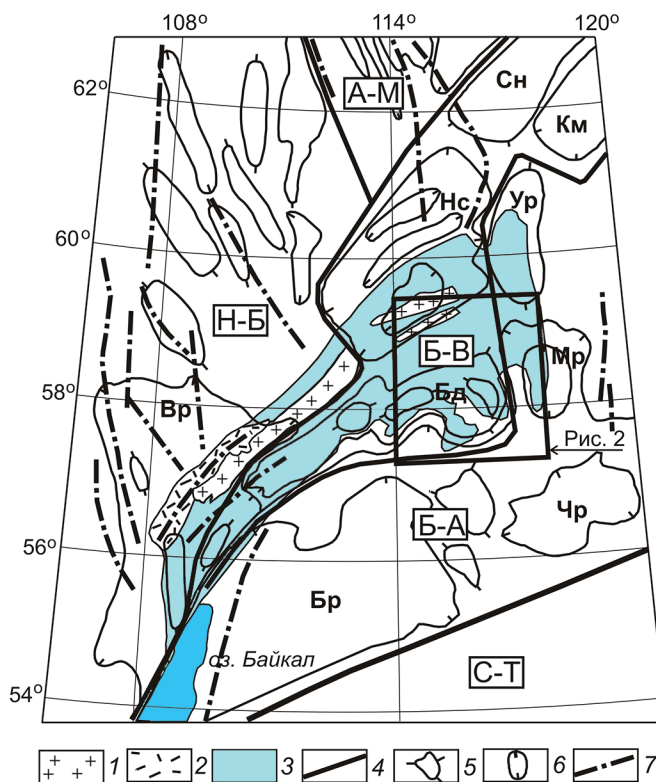 108° 114° 120°
62°
А-М
Сн
Км
Нс Ур
60°
Н-Б
Б-В
Мр
58°
Бд
Вр
Рис. 2
Чр
Б-А
56°
Бр
оз. Байкал
С-Т
54°
1 2 3 4 5 6 7